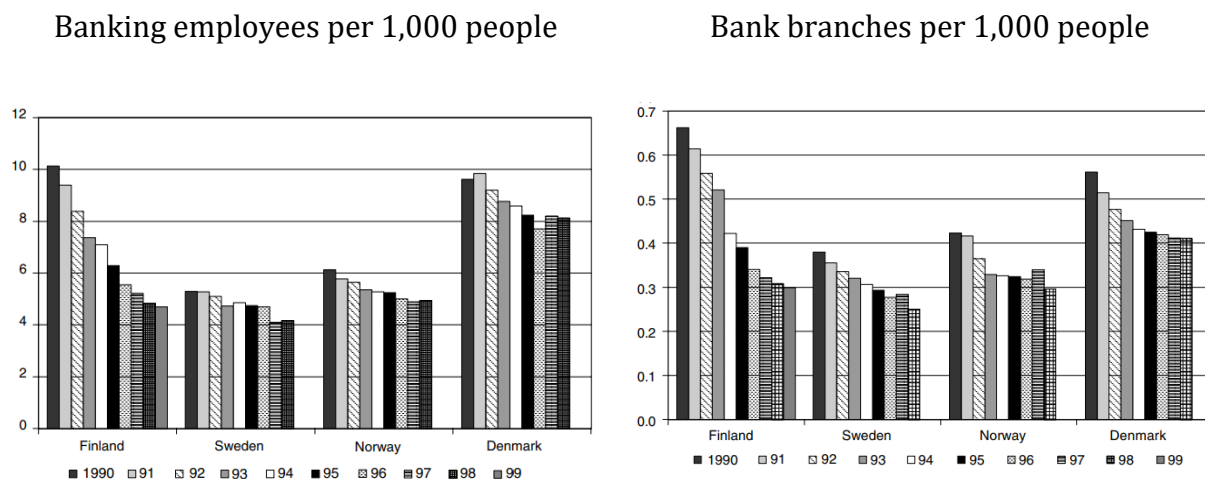 Banking employees per 1,000 people
Bank branches per 1,000 people
12
10
8
6
4
2
0
Finland Sweden Norway Denmark
1990 91 92 93 94 95 96 97 98 99
0.7
0.6
0.5
0.4
0.3
0.2
0.1
0.0
Finland Sweden Norway Denmark
1990 91 92 93 94 95 96 97 98 99